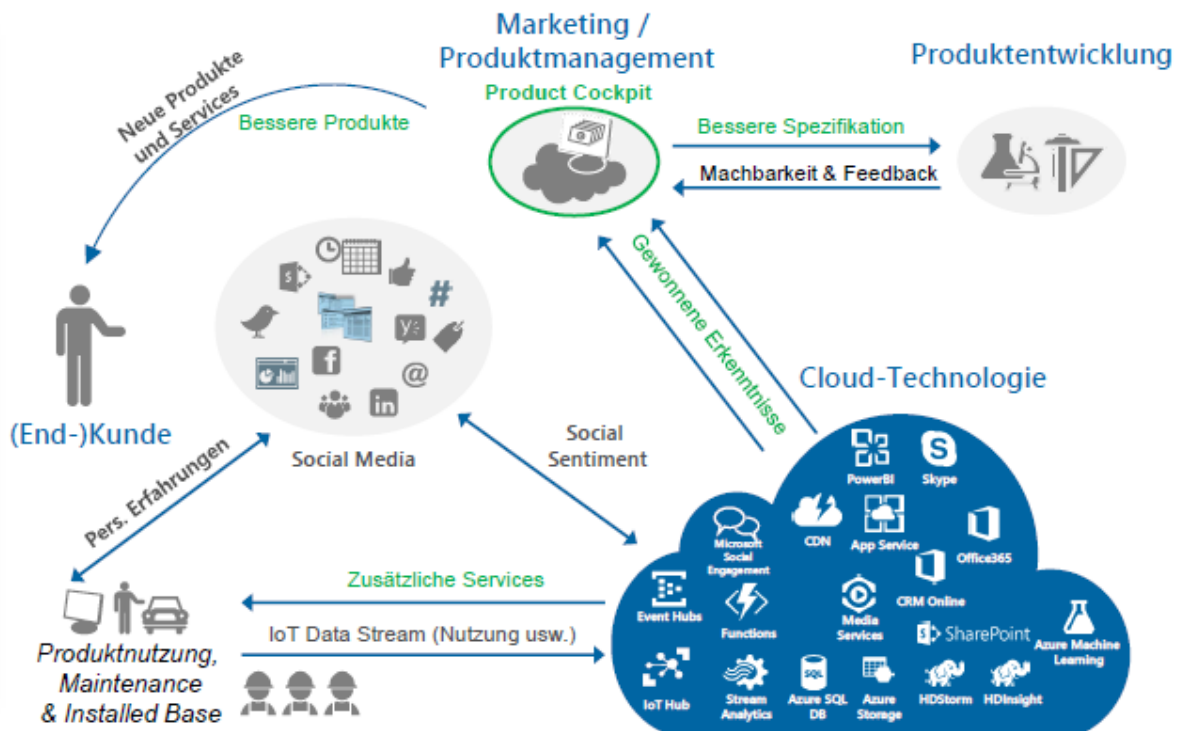 Marketing /
Produktmanagement
Product Cockpit
Produktentwicklung
Neue Produkte
und Services
Bessere Produkte
Bessere Spezifikation
Machbarkeit & Feedback
Gewonnene Erkenntnisse
#
f
y
@
in
S
(End-)Kunde
Social Media
Social
Sentiment
Pers. Erfahrungen
Cloud-Technologie
PowerBI
Skype
Microsoft
Social
Engagement
CDN
App Service
Office365
Event Hubs
Functions
Media
Services
CRM Online
SharePoint
Azure Machine
Learning
IoT Hub
Stream
Analytics
SQL
Azure SQL
DB
Azure
Storage
HDStorm
HDInsight
Zusätzliche Services
IoT Data Stream (Nutzung usw.)
Produktnutzung,
Maintenance
& Installed Base